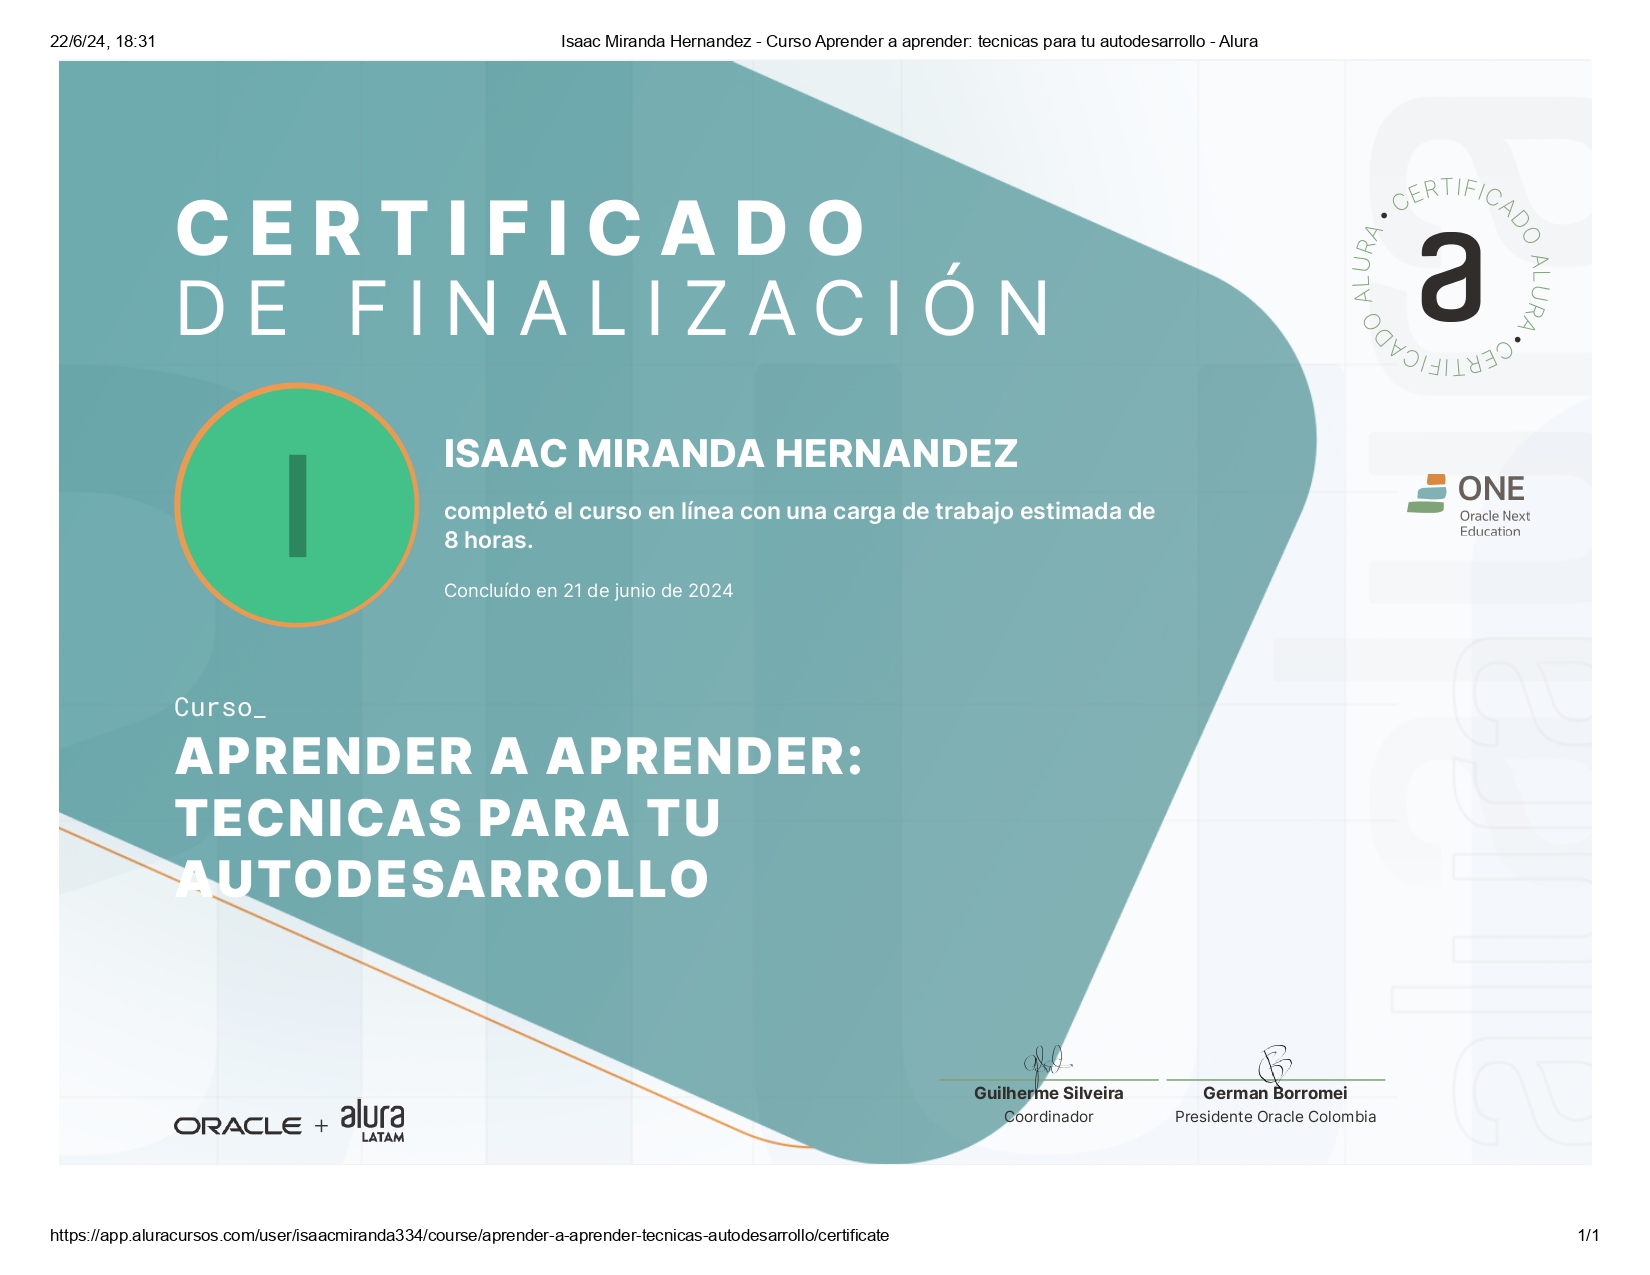 22/6/24, 18:31
Isaac Miranda Hernandez - Curso Aprender a aprender: tecnicas para tu autodesarrollo - Alura
CERTIFICADO
DE FINALIZACIÓN
CERTIFICADO ALURA • CERTIFICADO ALURA •
a
I
ISAAC MIRANDA HERNANDEZ
completó el curso en línea con una carga de trabajo estimada de
8 horas.
Concluído en 21 de junio de 2024
ONE
Oracle Next
Education
Curso_
APRENDER A APRENDER:
TECNICAS PARA TU
AUTODESARROLLO
alura
alura
Guilherme Silveira
Coordinador
German Borromei
Presidente Oracle Colombia
ORACLE + alura
LATAM
https://app.aluracursos.com/user/isaacmiranda334/course/aprender-a-aprender-tecnicas-autodesarrollo/certificate
1/1